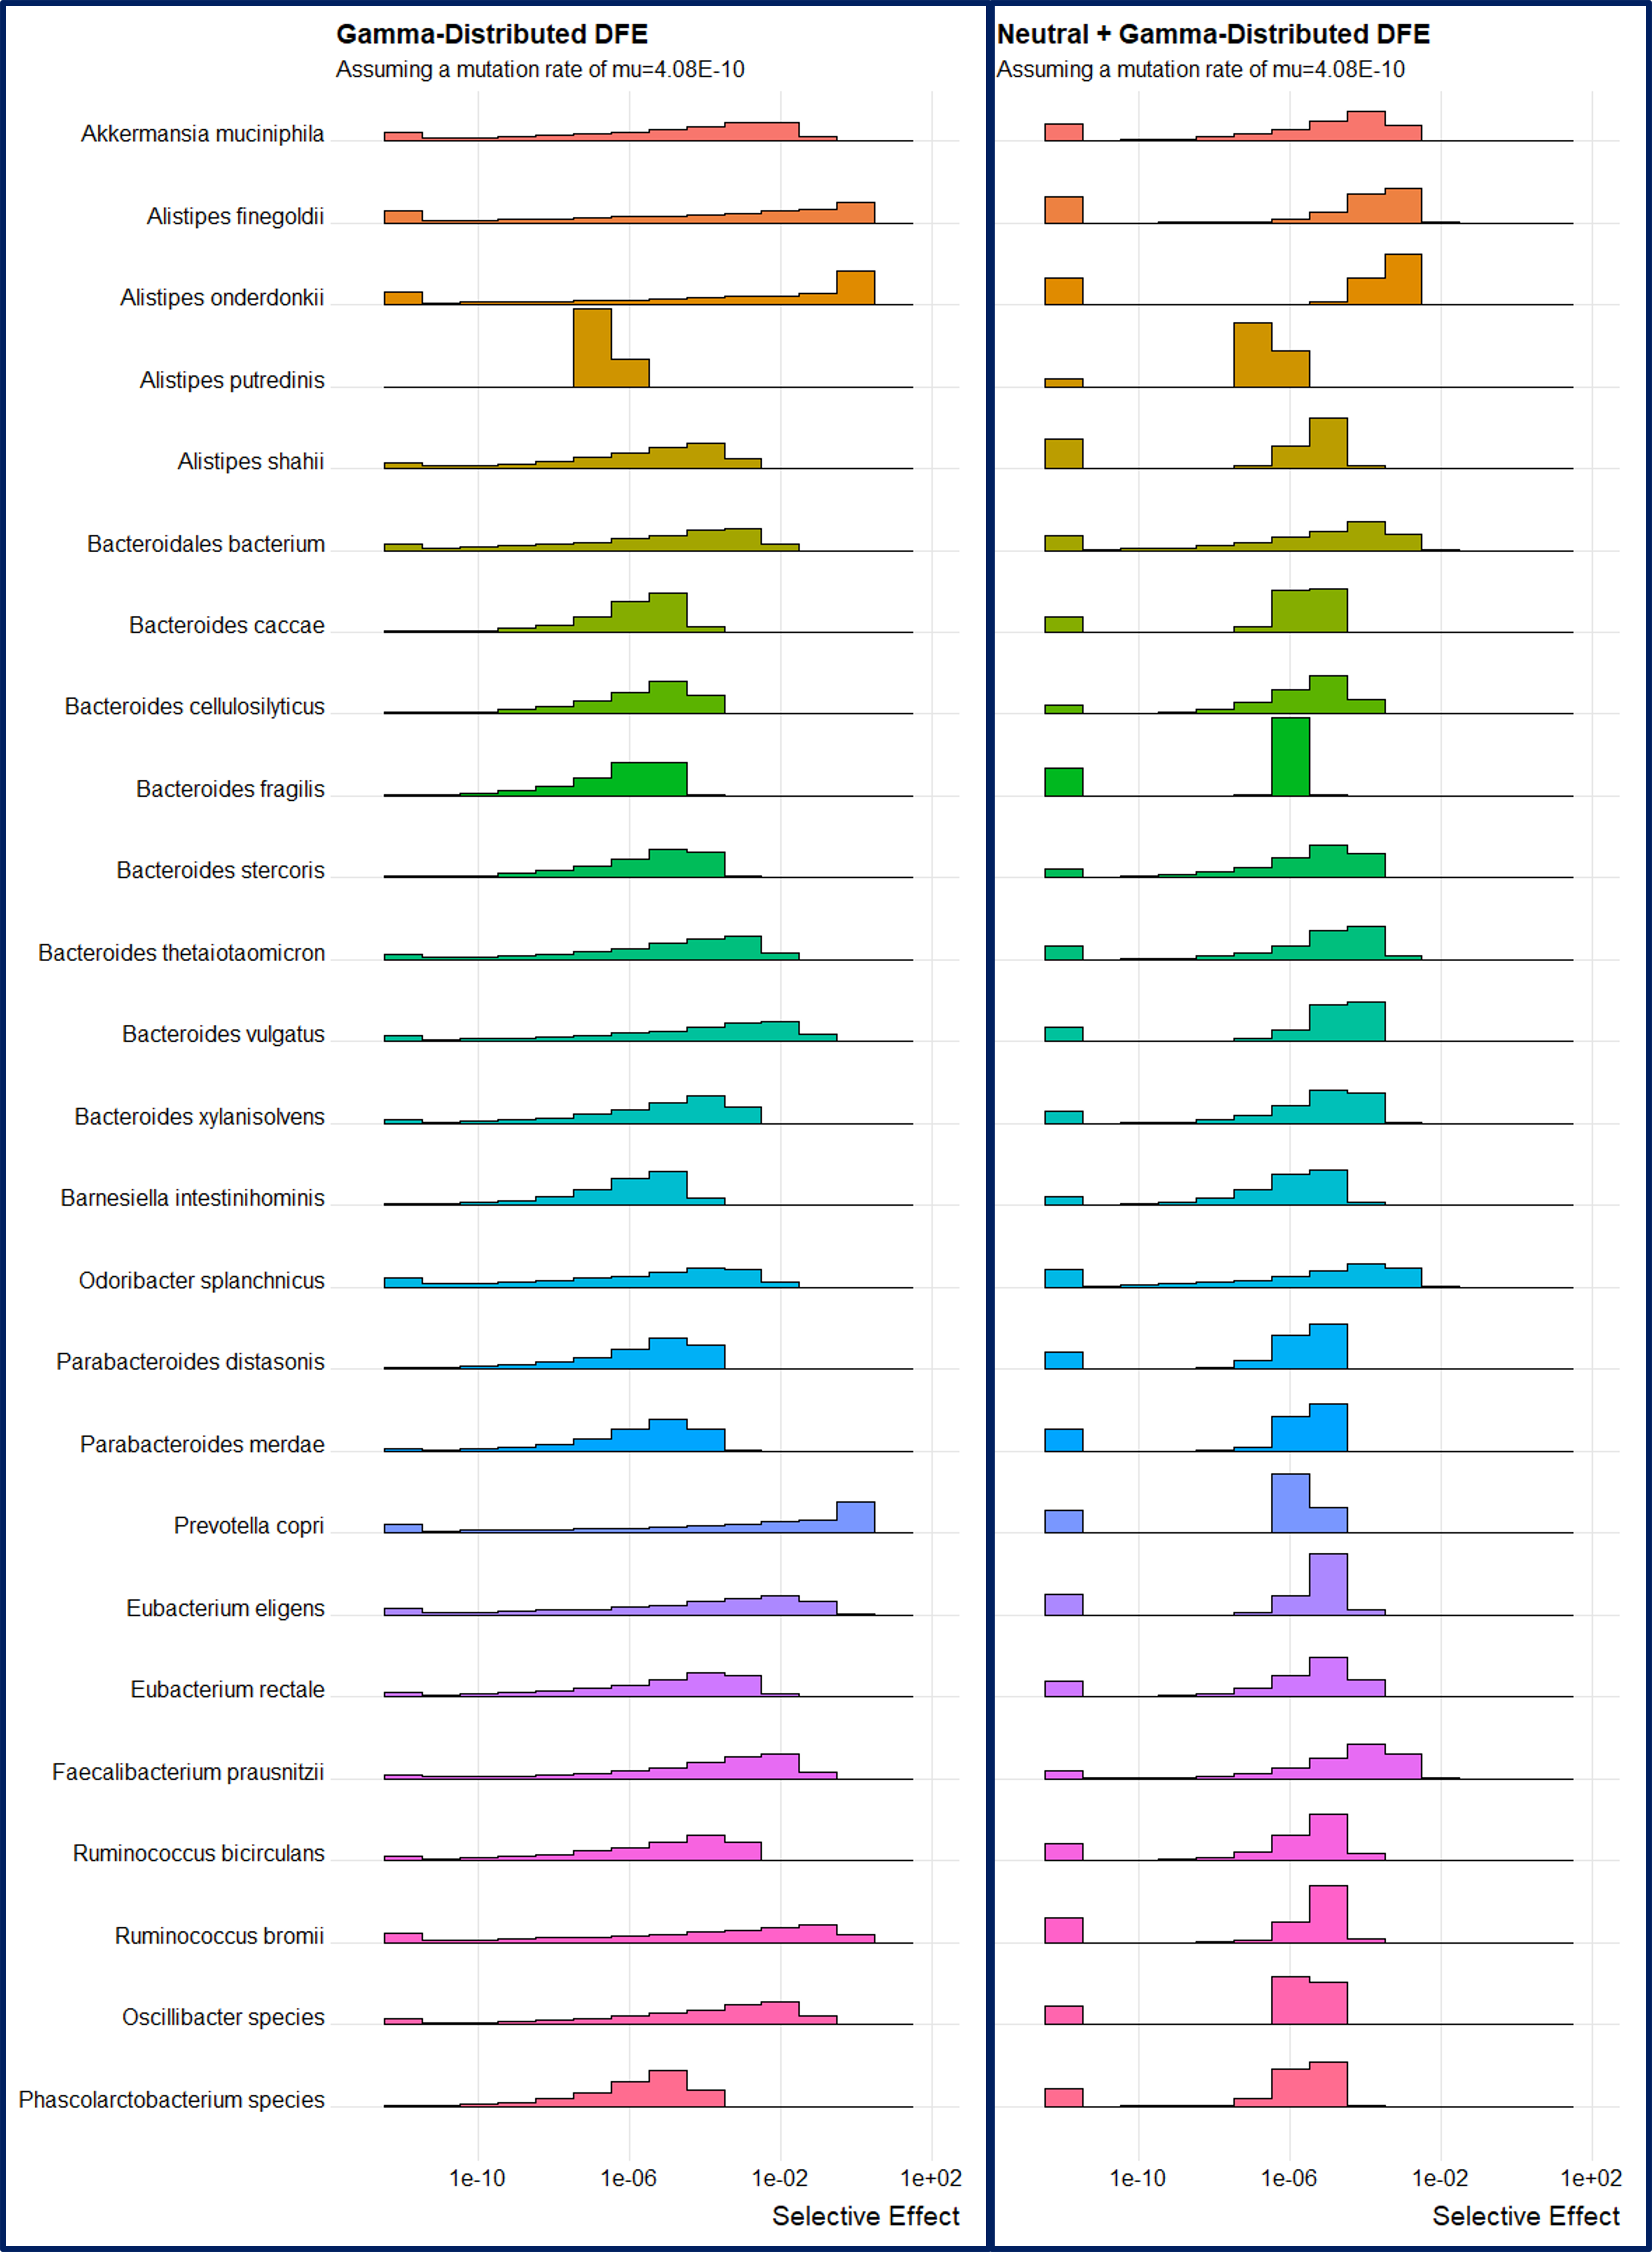 Gamma-Distributed DFE
Assuming a mutation rate of mu=4.08E-10
Akkermansia muciniphila
Alistipes finegoldii
Alistipes onderdonkii
Alistipes putredinis
Alistipes shahii
Bacteroidales bacterium
Bacteroides caccae
Bacteroides cellulosilyticus
Bacteroides fragilis
Bacteroides stercoris
Bacteroides thetaiotaomicron
Bacteroides vulgatus
Bacteroides xylanisolvens
Barnesiella intestinihominis
Odoribacter splanchnicus
Parabacteroides distasonis
Parabacteroides merdae
Prevotella copri
Eubacterium eligens
Eubacterium rectale
Faecalibacterium prausnitzii
Ruminococcus bicirculans
Ruminococcus bromii
Oscillibacter species
Phascolarctobacterium species
1e-10 1e-06 1e-02 1e+02
Selective Effect
Neutral + Gamma-Distributed DFE
Assuming a mutation rate of mu=4.08E-10
1e-10 1e-06 1e-02 1e+02
Selective Effect